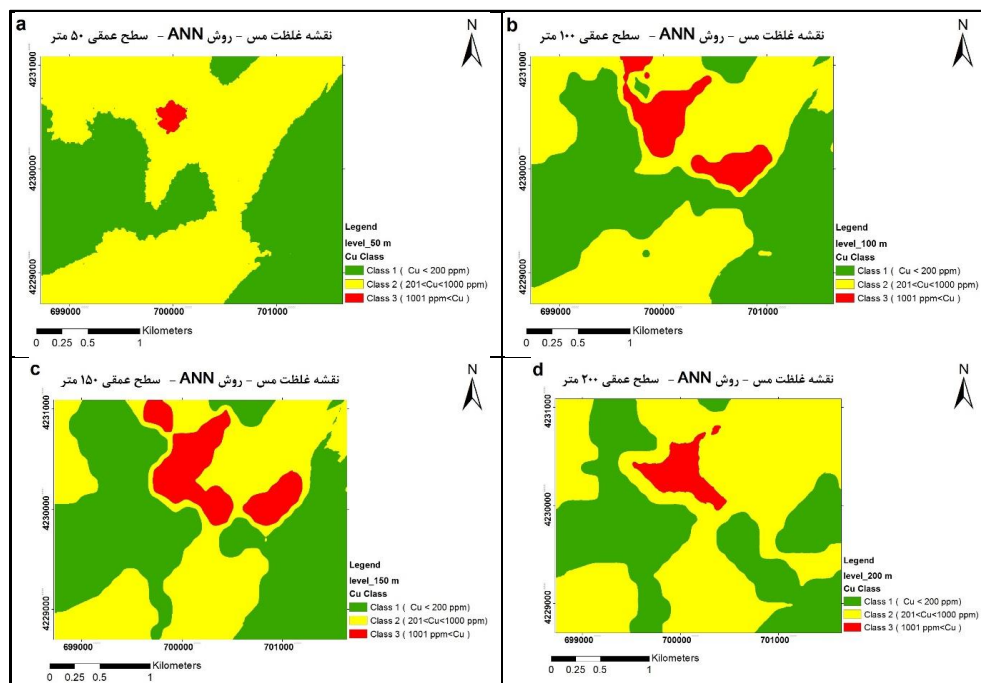 a
نقشه غلظت مس - روش ANN - سطح عمقی ۵۰ متر
N
4231000
4230000
4229000
699000 700000 701000
Legend
level_50 m
Cu Class
Class 1 ( Cu < 200 ppm)
Class 2 ( 201<Cu<1000 ppm)
Class 3 ( 1001 ppm<Cu )
Kilometers
0 0.25 0.5 1
b
نقشه غلظت مس - روش ANN - سطح عمقی ۱۰۰ متر
N
4231000
4230000
4229000
699000 700000 701000
Legend
level_100 m
Cu Class
Class 1 ( Cu < 200 ppm)
Class 2 ( 201<Cu<1000 ppm)
Class 3 ( 1001 ppm<Cu )
Kilometers
0 0.25 0.5 1
c
نقشه غلظت مس - روش ANN - سطح عمقی ۱۵۰ متر
N
4231000
4230000
4229000
699000 700000 701000
Legend
level_150 m
Cu Class
Class 1 ( Cu < 200 ppm)
Class 2 ( 201<Cu<1000 ppm)
Class 3 ( 1001 ppm<Cu )
Kilometers
0 0.25 0.5 1
d
نقشه غلظت مس - روش ANN - سطح عمقی ۲۰۰ متر
N
4231000
4230000
4229000
699000 700000 701000
Legend
level_200 m
Cu Class
Class 1 ( Cu < 200 ppm)
Class 2 ( 201<Cu<1000 ppm)
Class 3 ( 1001 ppm<Cu )
Kilometers
0 0.25 0.5 1